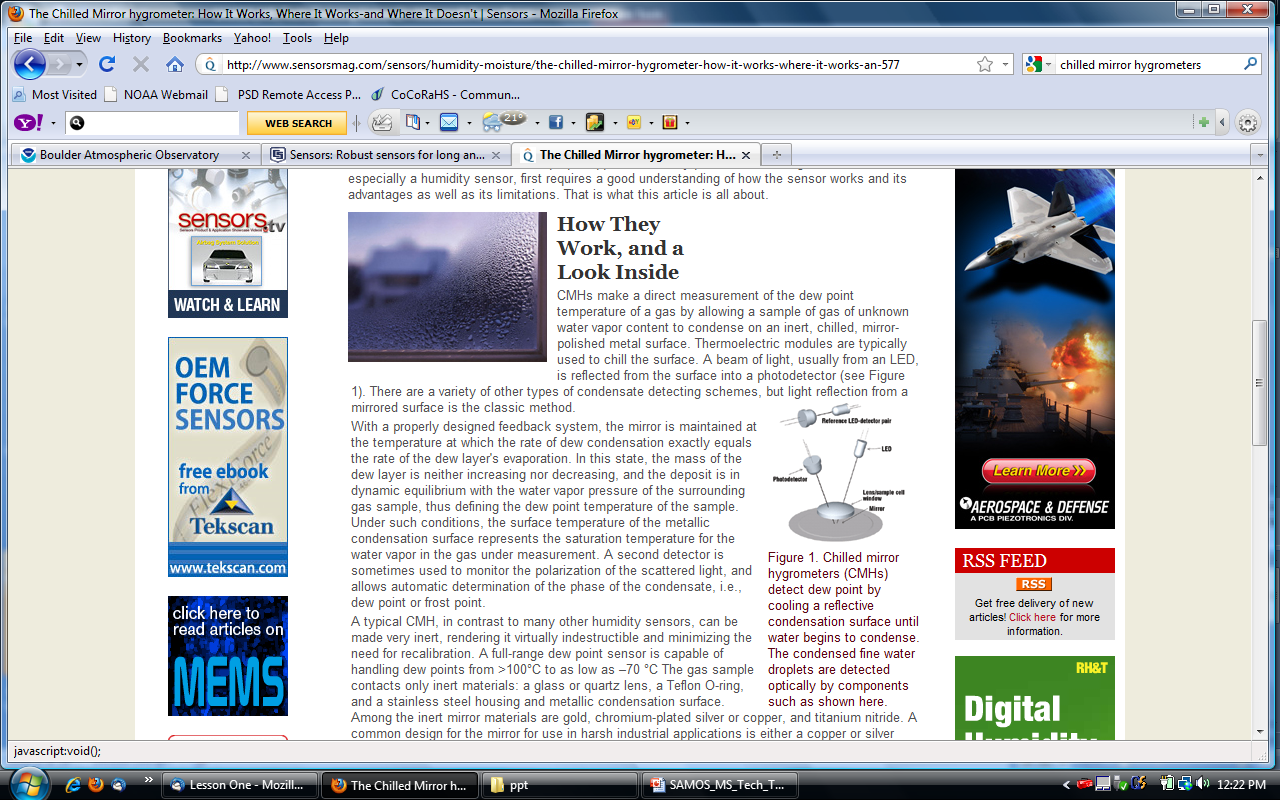 The Chilled Mirror hygrometer: How It Works, Where It Works-and Where It Doesn't | Sensors - Mozilla Firefox
File Edit View History Bookmarks Yahoo! Tools Help
http://www.sensorsmag.com/sensors/humidity-moisture/the-chilled-mirror-hygrometer-how-it-works-where-it-works-an-577
chilled mirror hygrometers
Most Visited NOAA Webmail PSD Remote Access P... CoCoRaHS - Commun...
Y! WEB SEARCH 21°
Boulder Atmospheric Observatory
Sensors: Robust sensors for long an...
The Chilled Mirror hygrometer: H...
sensors.tv
WATCH & LEARN
OEM
FORCE
SENSORS
free ebook
from
Tekscan
www.tekscan.com
click here to
read articles on
MEMS
especially a humidity sensor, first requires a good understanding of how the sensor works and its
advantages as well as its limitations. That is what this article is all about.
How They
Work, and a
Look Inside
CMHs make a direct measurement of the dew point
temperature of a gas by allowing a sample of gas of unknown
water vapor content to condense on an inert, chilled, mirror-
polished metal surface. Thermoelectric modules are typically
used to chill the surface. A beam of light, usually from an LED,
is reflected from the surface into a photodetector (see Figure
1). There are a variety of other types of condensate detecting schemes, but light reflection from a
mirrored surface is the classic method.
With a properly designed feedback system, the mirror is maintained at
the temperature at which the rate of dew condensation exactly equals
the rate of the dew layer's evaporation. In this state, the mass of the
dew layer is neither increasing nor decreasing, and the deposit is in
dynamic equilibrium with the water vapor pressure of the surrounding
gas sample, thus defining the dew point temperature of the sample.
Under such conditions, the surface temperature of the metallic
condensation surface represents the saturation temperature for the
water vapor in the gas under measurement. A second detector is
sometimes used to monitor the polarization of the scattered light, and
allows automatic determination of the phase of the condensate, i.e.,
dew point or frost point.
A typical CMH, in contrast to many other humidity sensors, can be
made very inert, rendering it virtually indestructible and minimizing the
need for recalibration. A full-range dew point sensor is capable of
handling dew points from >100°C to as low as –70 °C The gas sample
contacts only inert materials: a glass or quartz lens, a Teflon O-ring,
and a stainless steel housing and metallic condensation surface.
Among the inert mirror materials are gold, chromium-plated silver or copper, and titanium nitride. A
common design for the mirror for use in harsh industrial applications is either a copper or silver
Reference LED-detector pair
LED
Photodetector
Lens/sample cell
window
Mirror
Figure 1. Chilled mirror
hygrometers (CMHs)
detect dew point by
cooling a reflective
condensation surface until
water begins to condense.
The condensed fine water
droplets are detected
optically by components
such as shown here.
Learn More
AEROSPACE & DEFENSE
A PCB PIEZOTRONICS DIV.
RSS FEED
RSS
Get free delivery of new
articles! Click here for more
information.
RH&T
Digital
javascript:void();
Lesson One - Mozill...
The Chilled Mirror h...
ppt
SAMOS_MS_Tech_T...
12:22 PM